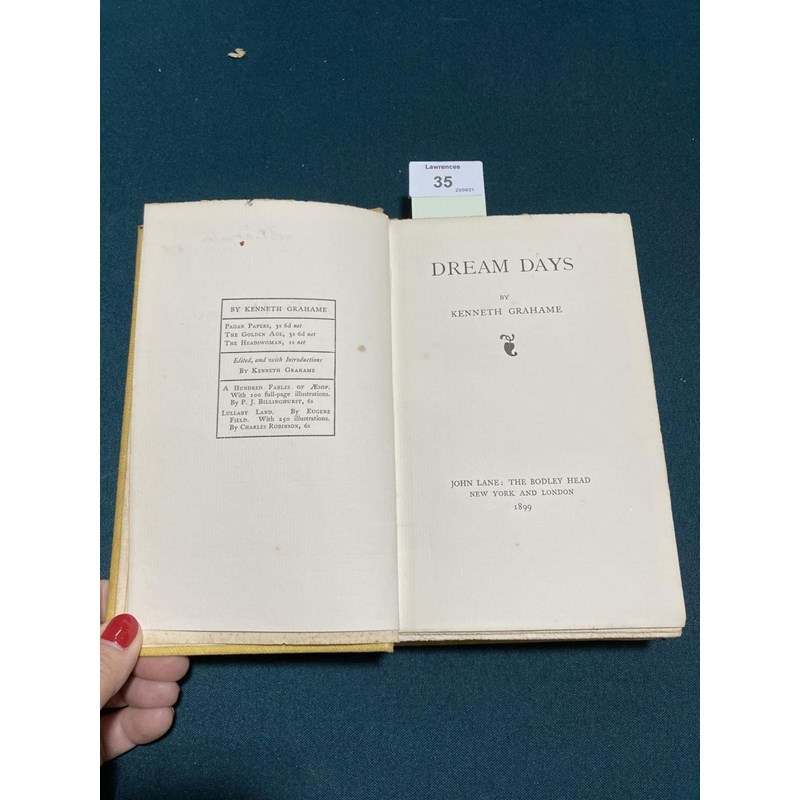 Lawrences
35
BY KENNETH GRAHAME
PAGAN PAPERS, 3s 6d net
THE GOLDEN AGE, 3s 6d net
THE HEADSWOMAN, 1s net
Edited, and with Introductions
BY KENNETH GRAHAME
A HUNDRED FABLES OF ÆSOP.
With 100 full-page illustrations.
By P. J. BILLINGHURST, 6s
LULLABY LAND. By EUGENE
FIELD. With 250 illustrations.
By CHARLES ROBINSON, 6s
DREAM DAYS
BY
KENNETH GRAHAME
JOHN LANE: THE BODLEY HEAD
NEW YORK AND LONDON
1899